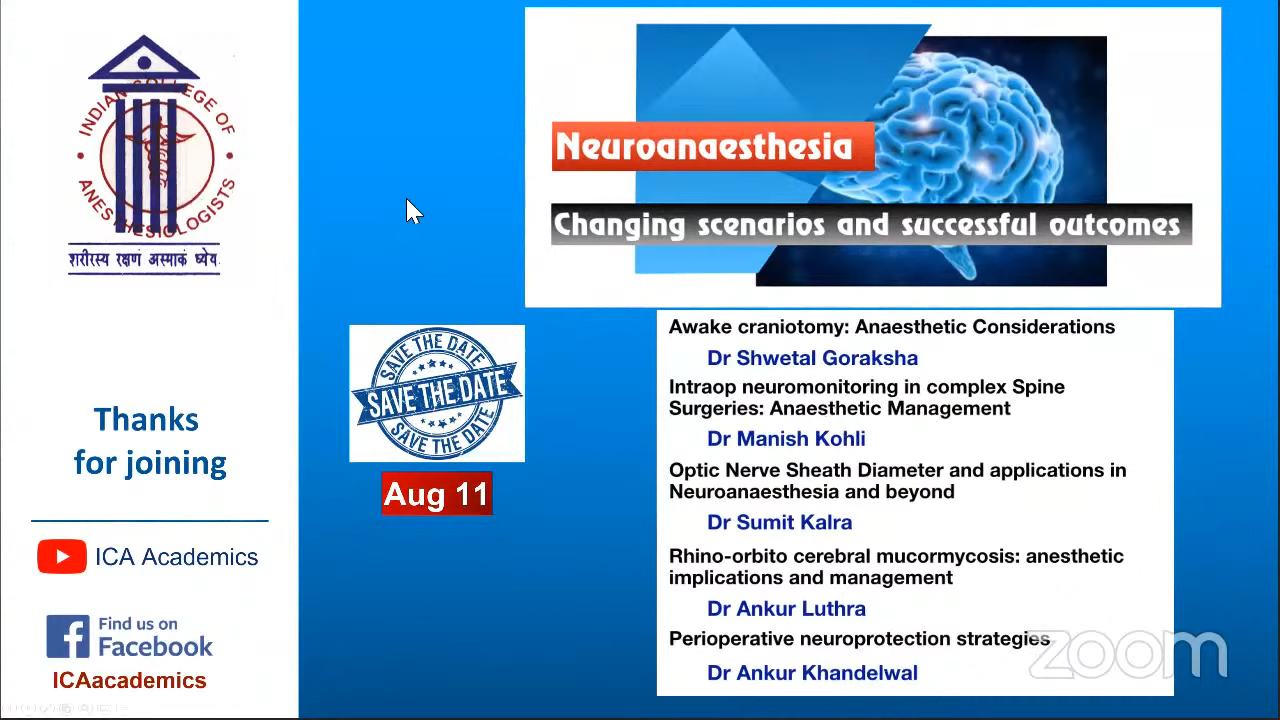 INDIAN COLLEGE OF
ANESTHESIOLOGISTS
शरीरस्य रक्षणं अस्माकं ध्येय
Thanks
for joining
ICA Academics
Find us on
Facebook
ICAacademics
Neuroanaesthesia
Changing scenarios and successful outcomes
SAVE THE DATE
SAVE THE DATE
SAVE THE DATE
Aug 11
Awake craniotomy: Anaesthetic Considerations
Dr Shwetal Goraksha
Intraop neuromonitoring in complex Spine
Surgeries: Anaesthetic Management
Dr Manish Kohli
Optic Nerve Sheath Diameter and applications in
Neuroanaesthesia and beyond
Dr Sumit Kalra
Rhino-orbito cerebral mucormycosis: anesthetic
implications and management
Dr Ankur Luthra
Perioperative neuroprotection strategies
Dr Ankur Khandelwal
zoom